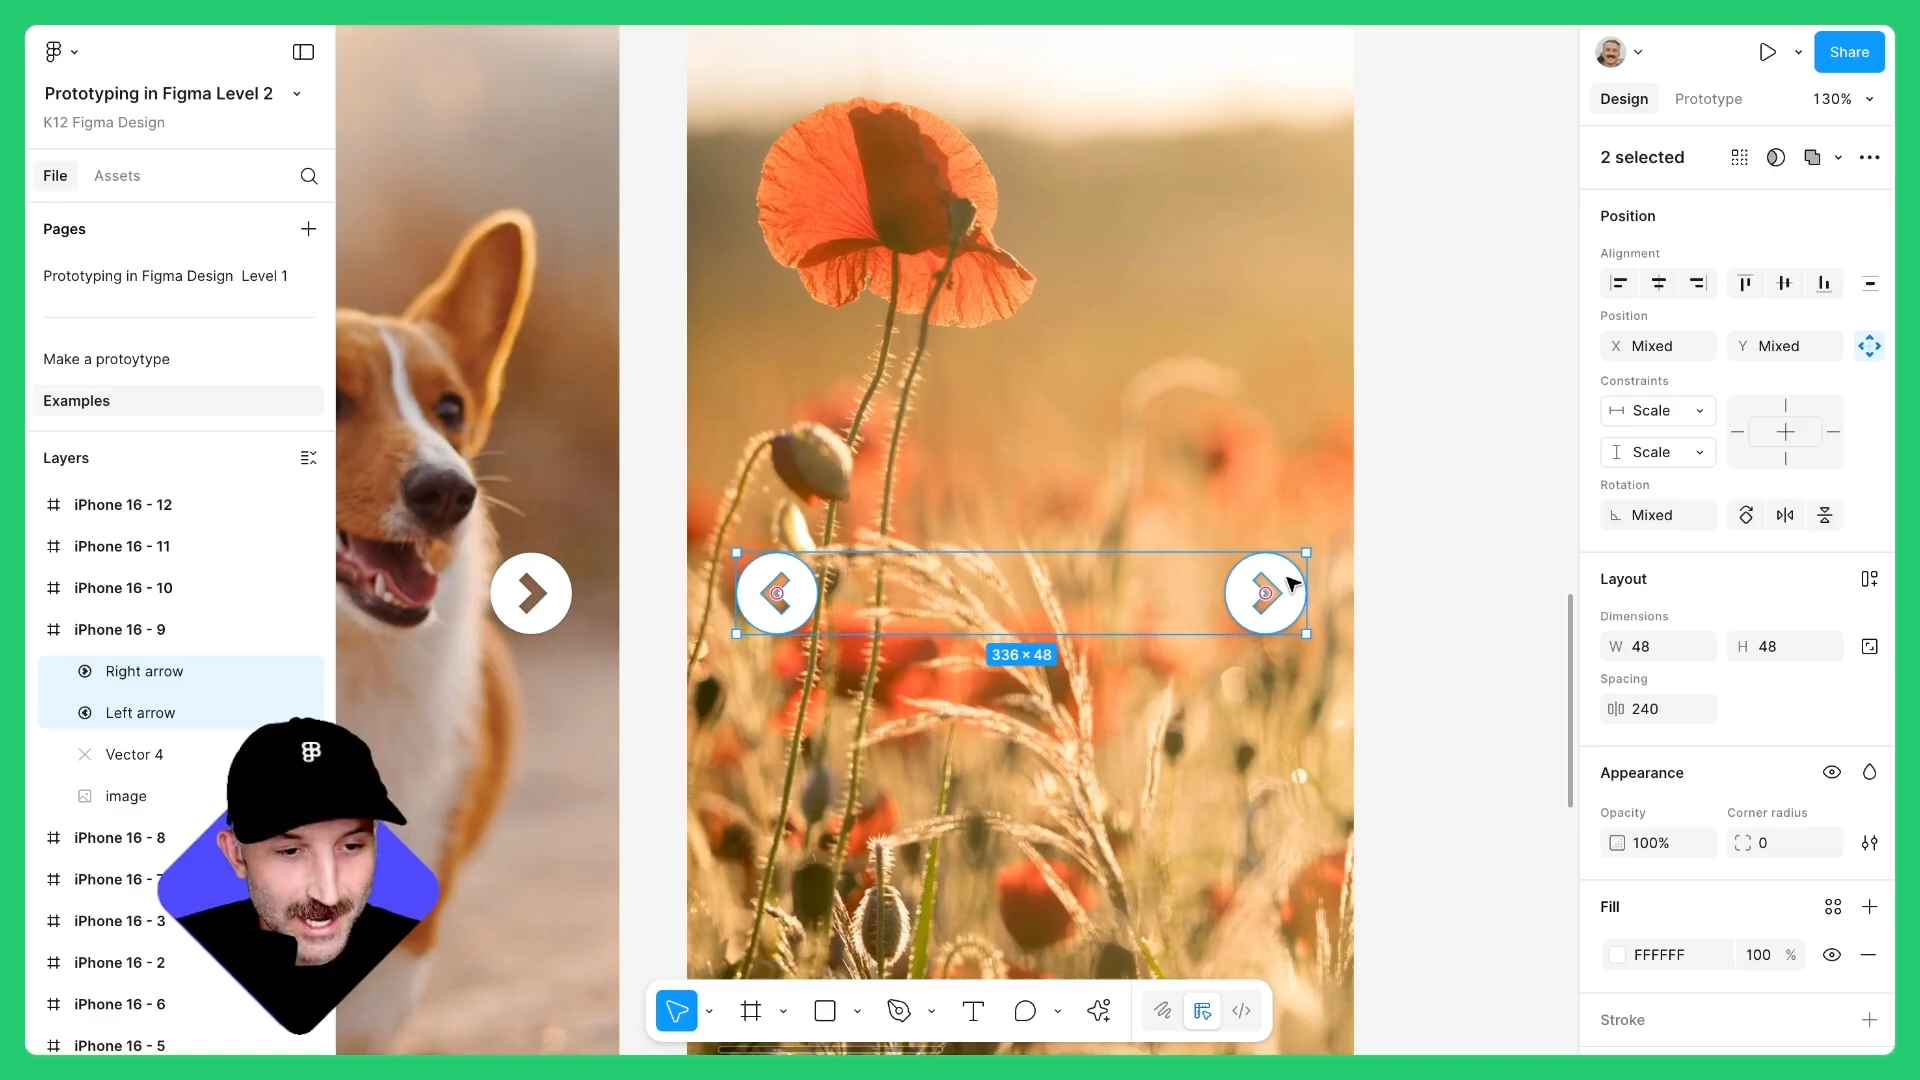 Prototyping in Figma Level 2
K12 Figma Design
File
Assets
Pages
Prototyping in Figma Design Level 1
Make a protoytype
Examples
Layers
iPhone 16 - 12
iPhone 16 - 11
iPhone 16 - 10
iPhone 16 - 9
Right arrow
Left arrow
Vector 4
image
iPhone 16 - 8
iPhone 16 - 7
iPhone 16 - 3
iPhone 16 - 2
iPhone 16 - 6
iPhone 16 - 5
336 × 48
Share
Design
Prototype
130%
2 selected
Position
Alignment
Position
X Mixed
Y Mixed
Constraints
Scale
Scale
Rotation
Mixed
Layout
Dimensions
W 48
H 48
Spacing
240
Appearance
Opacity
Corner radius
100%
0
Fill
FFFFFF
100 %
Stroke